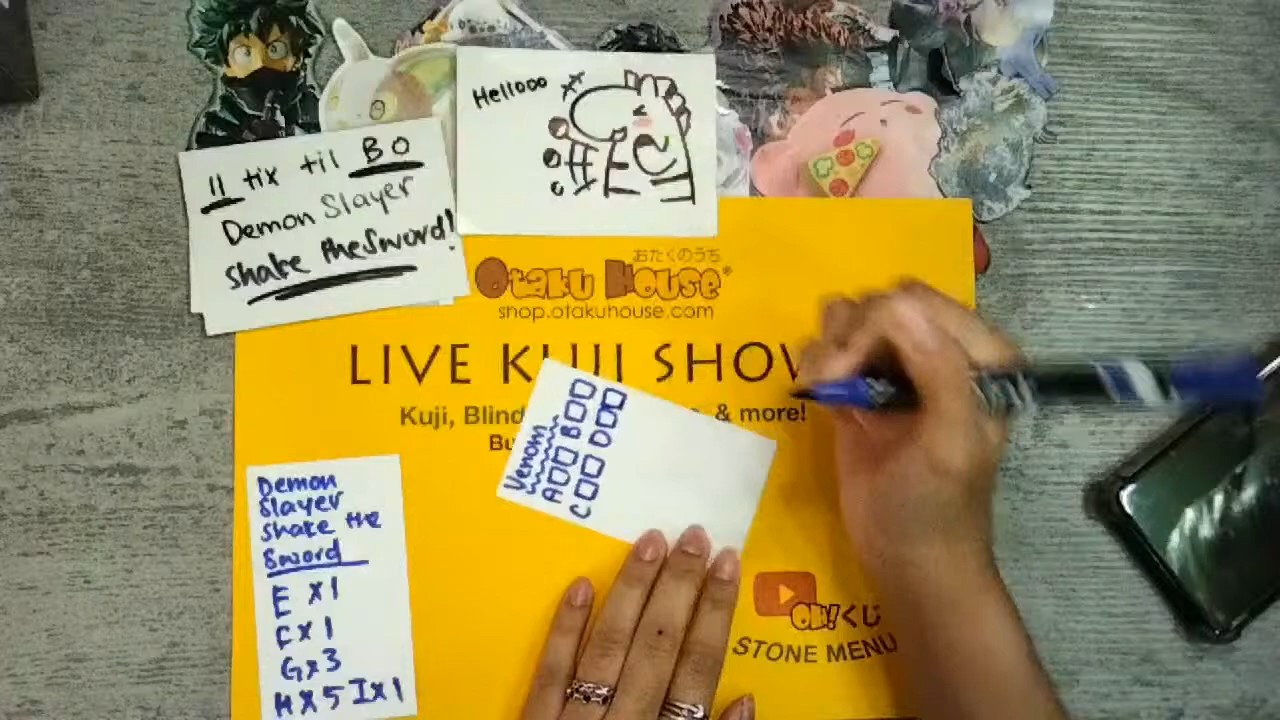 Hellooo
11 tix til BO
Demon Slayer
shake the Sword!
おたくのうち
Otaku House®
shop.otakuhouse.com
LIVE KUJI SHOW
Kuji, Blind
& more!
Bu
Venom
A □□ B □□
C □□ D □□
Demon
Slayer
Shake the
Sword
E x1
F x1
G x3
H x5 I x1
Oh!くじ
STONE MENU